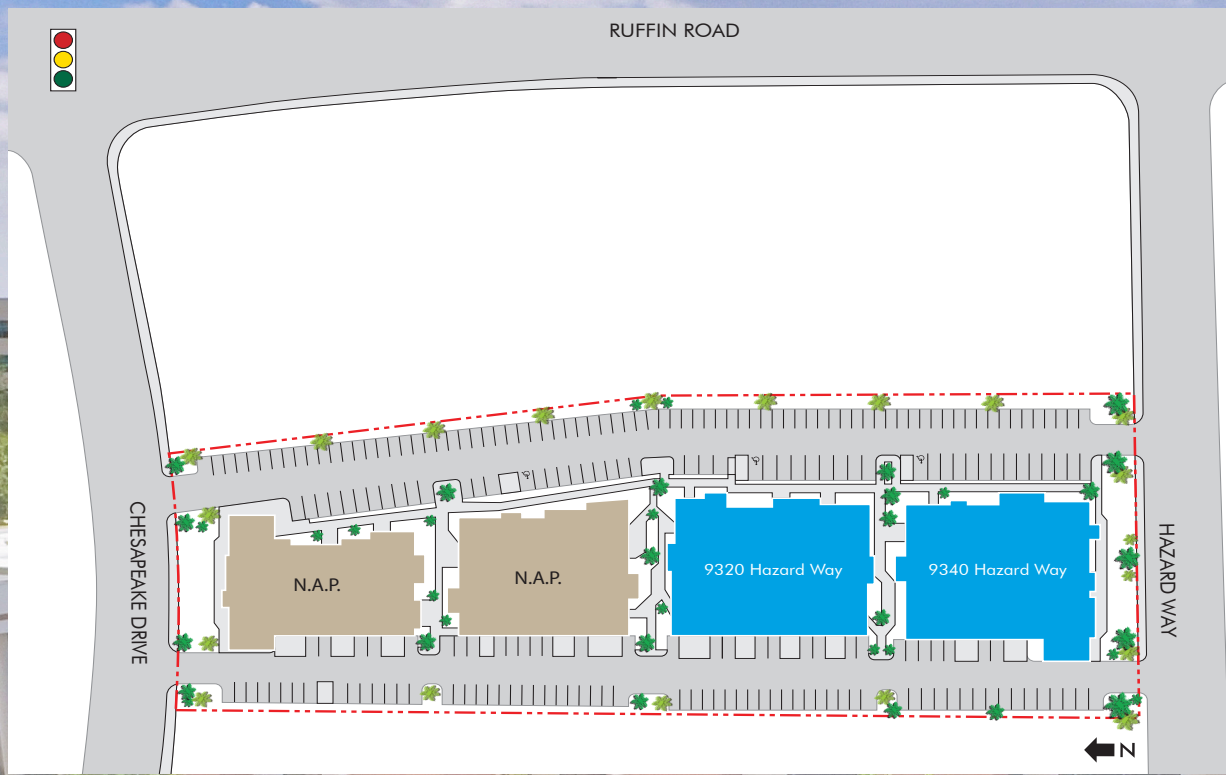 RUFFIN ROAD
CHESAPEAKE DRIVE
N.A.P.
N.A.P.
9320 Hazard Way
9340 Hazard Way
HAZARD WAY
N